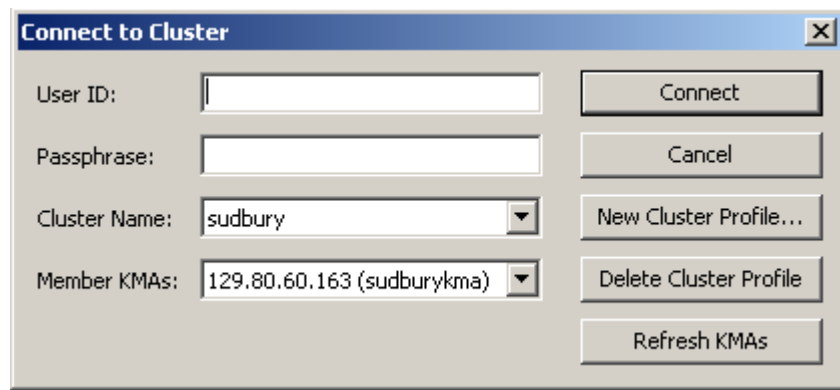 Connect to Cluster
User ID:
Connect
Passphrase:
Cancel
Cluster Name:
sudbury
New Cluster Profile...
Member KMAs:
129.80.60.163 (sudburykma)
Delete Cluster Profile
Refresh KMAs